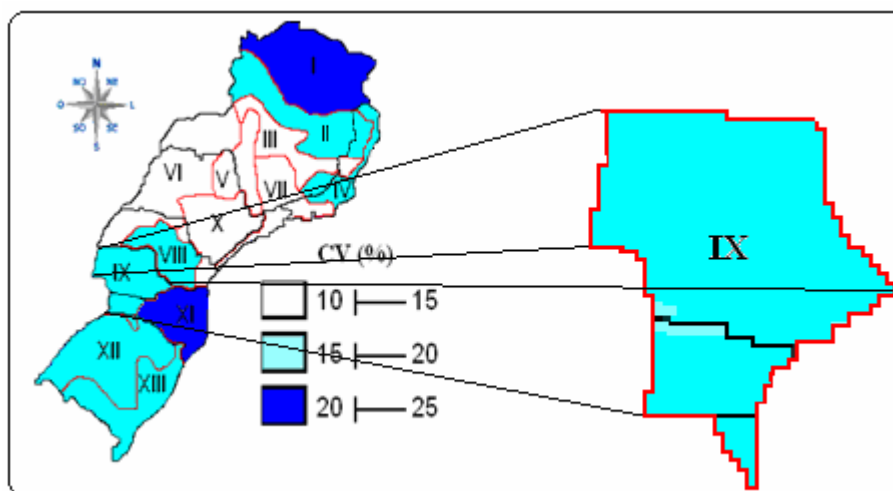 I
N
NO
NE
O
L
SO
SE
S
II
III
VI
V
VII
IV
X
VIII
IX
IX
CV (%)
10 15
XI
15 20
XII
XIII
20 25